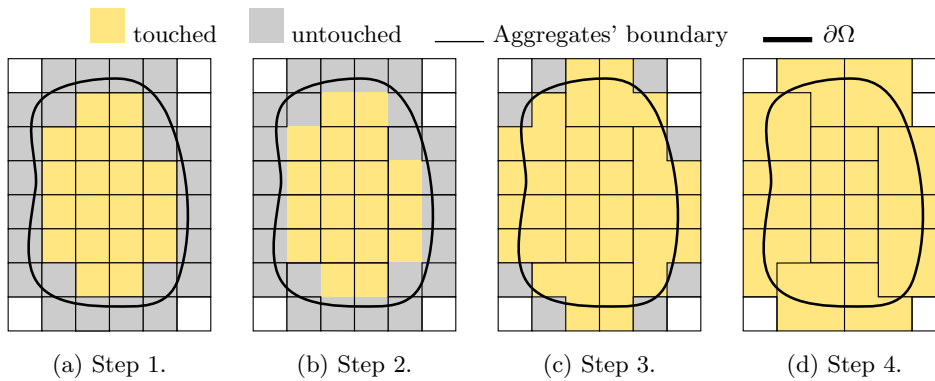 touched untouched Aggregates' boundary ∂Ω
(a) Step 1. (b) Step 2. (c) Step 3. (d) Step 4.